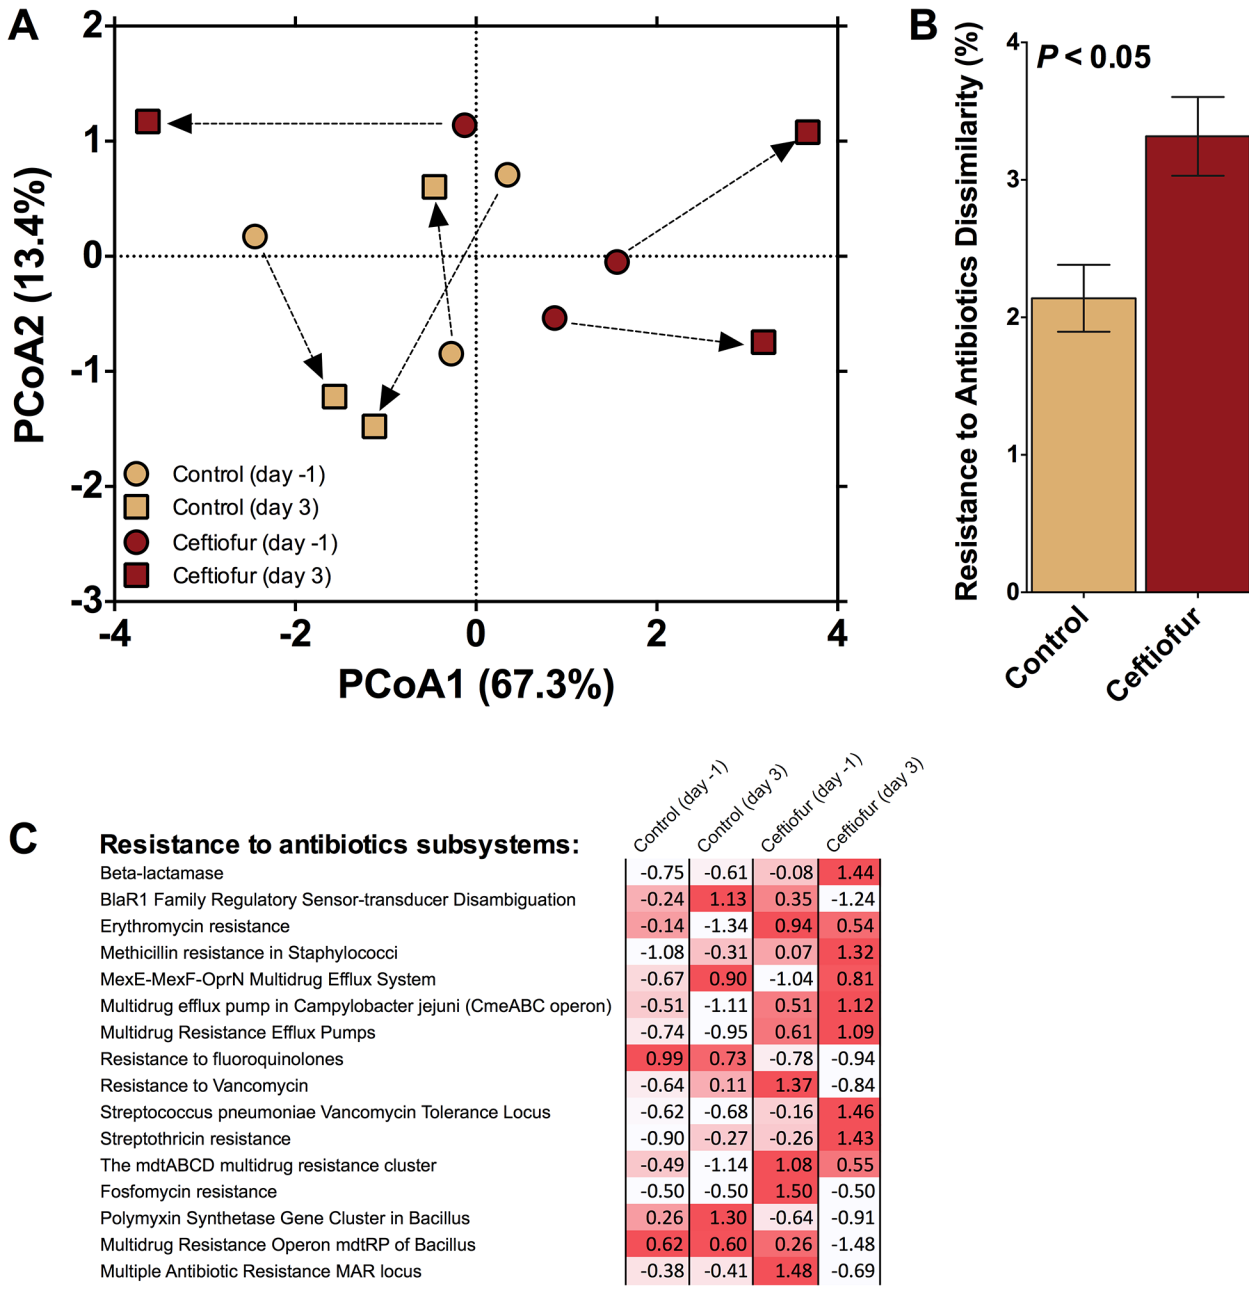 A
2
1
0
-1
-2
-3
PCoA2 (13.4%)
Control (day -1)
Control (day 3)
Ceftiofur (day -1)
Ceftiofur (day 3)
-4 -2 0 2 4
PCoA1 (67.3%)
B
P < 0.05
Resistance to Antibiotics Dissimilarity (%)
4
3
2
1
0
Control
Ceftiofur
C
Resistance to antibiotics subsystems:
Control (day -1) Control (day 3) Ceftiofur (day -1) Ceftiofur (day 3)
Beta-lactamase -0.75 -0.61 -0.08 1.44
BlaR1 Family Regulatory Sensor-transducer Disambiguation -0.24 1.13 0.35 -1.24
Erythromycin resistance -0.14 -1.34 0.94 0.54
Methicillin resistance in Staphylococci -1.08 -0.31 0.07 1.32
MexE-MexF-OprN Multidrug Efflux System -0.67 0.90 -1.04 0.81
Multidrug efflux pump in Campylobacter jejuni (CmeABC operon) -0.51 -1.11 0.51 1.12
Multidrug Resistance Efflux Pumps -0.74 -0.95 0.61 1.09
Resistance to fluoroquinolones 0.99 0.73 -0.78 -0.94
Resistance to Vancomycin -0.64 0.11 1.37 -0.84
Streptococcus pneumoniae Vancomycin Tolerance Locus -0.62 -0.68 -0.16 1.46
Streptothricin resistance -0.90 -0.27 -0.26 1.43
The mdtABCD multidrug resistance cluster -0.49 -1.14 1.08 0.55
Fosfomycin resistance -0.50 -0.50 1.50 -0.50
Polymyxin Synthetase Gene Cluster in Bacillus 0.26 1.30 -0.64 -0.91
Multidrug Resistance Operon mdtRP of Bacillus 0.62 0.60 0.26 -1.48
Multiple Antibiotic Resistance MAR locus -0.38 -0.41 1.48 -0.69